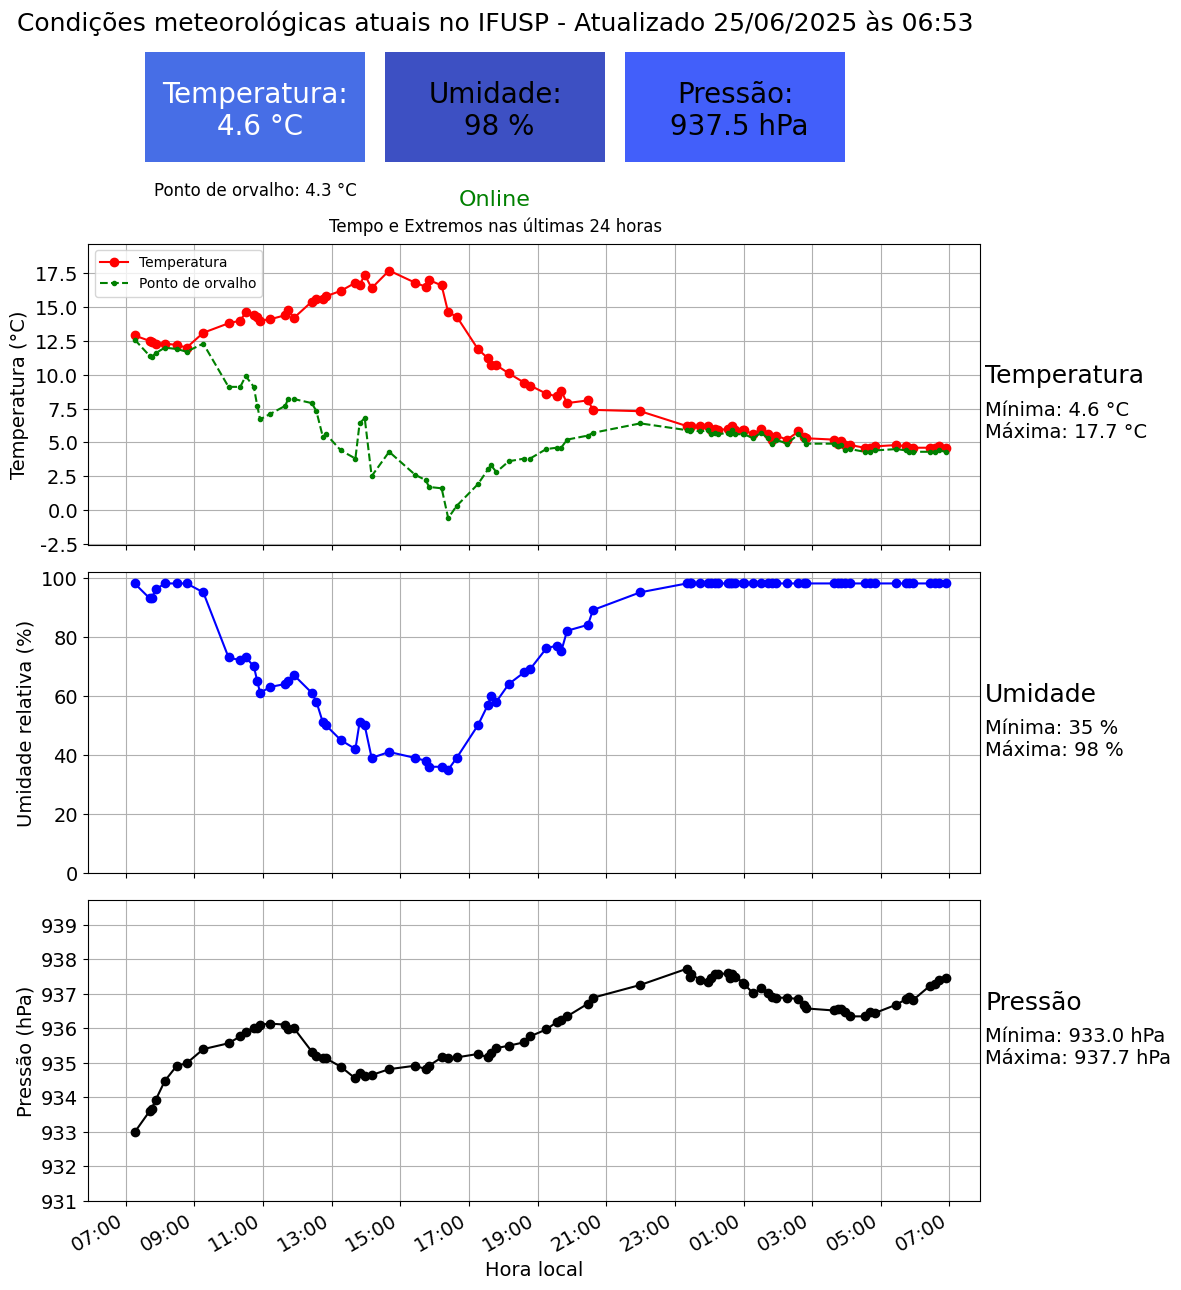 Condições meteorológicas atuais no IFUSP - Atualizado 25/06/2025 às 06:53
Temperatura:
4.6 °C
Umidade:
98 %
Pressão:
937.5 hPa
Ponto de orvalho: 4.3 °C
Online
Tempo e Extremos nas últimas 24 horas
Temperatura
Ponto de orvalho
Temperatura (°C)
17.5
15.0
12.5
10.0
7.5
5.0
2.5
0.0
-2.5
Temperatura
Mínima: 4.6 °C
Máxima: 17.7 °C
Umidade relativa (%)
100
80
60
40
20
0
Umidade
Mínima: 35 %
Máxima: 98 %
Pressão (hPa)
939
938
937
936
935
934
933
932
931
Pressão
Mínima: 933.0 hPa
Máxima: 937.7 hPa
07:00
09:00
11:00
13:00
15:00
17:00
19:00
21:00
23:00
01:00
03:00
05:00
07:00
Hora local